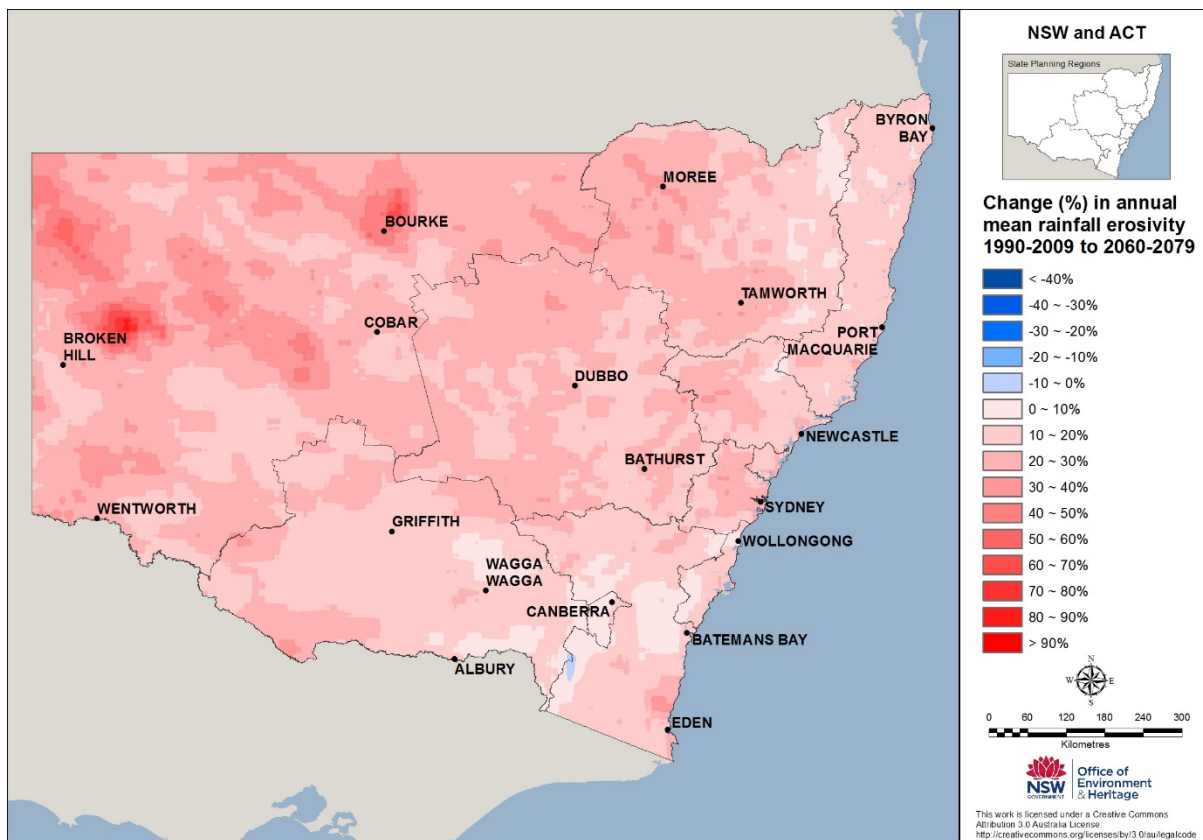 BYRON
BAY
MOREE
BOURKE
TAMWORTH
COBAR
PORT
MACQUARIE
BROKEN
HILL
DUBBO
NEWCASTLE
BATHURST
WENTWORTH
SYDNEY
GRIFFITH
WOLLONGONG
WAGGA
WAGGA
CANBERRA
BATEMANS BAY
ALBURY
EDEN
NSW and ACT
State Planning Regions
Change (%) in annual
mean rainfall erosivity
1990-2009 to 2060-2079
< -40%
-40 ~ -30%
-30 ~ -20%
-20 ~ -10%
-10 ~ 0%
0 ~ 10%
10 ~ 20%
20 ~ 30%
30 ~ 40%
40 ~ 50%
50 ~ 60%
60 ~ 70%
70 ~ 80%
80 ~ 90%
> 90%
N
W E
S
0 60 120 180 240 300
Kilometres
NSW
GOVERNMENT
Office of
Environment
& Heritage
This work is licensed under a Creative Commons
Attribution 3.0 Australia License:
http://creativecommons.org/licenses/by/3.0/au/legalcode